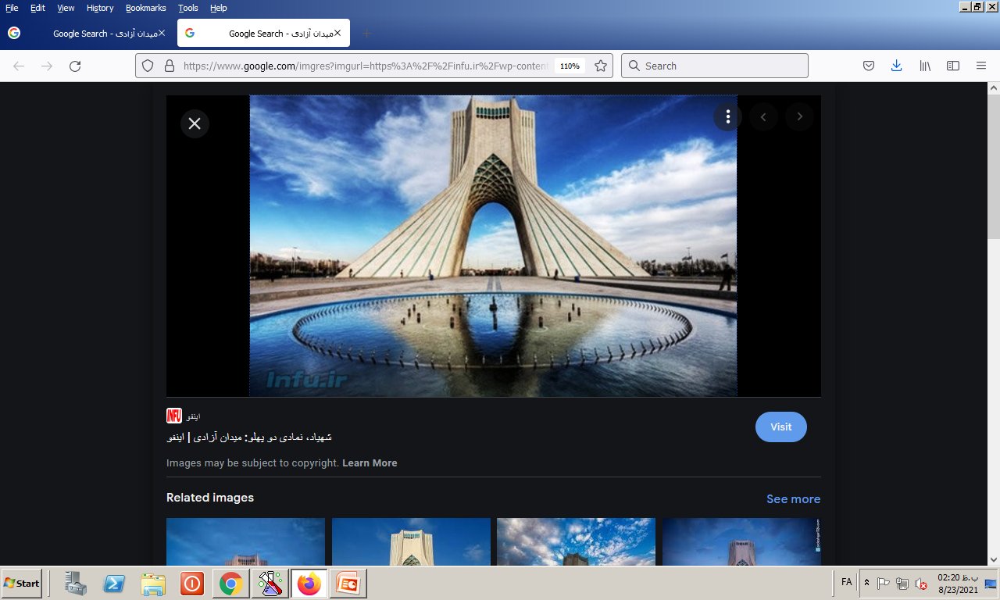 File Edit View History Bookmarks Tools Help
میدان آزادی - Google Search
میدان آزادی - Google Search
https://www.google.com/imgres?imgurl=https%3A%2F%2Finfu.ir%2Fwp-content 110% Search
Infu.ir
INFU اینفو
شهیاد، نمادی دو پهلو: میدان آزادی | اینفو
Visit
Images may be subject to copyright. Learn More
Related images See more
Start FA 02:20 ب.ظ
8/23/2021